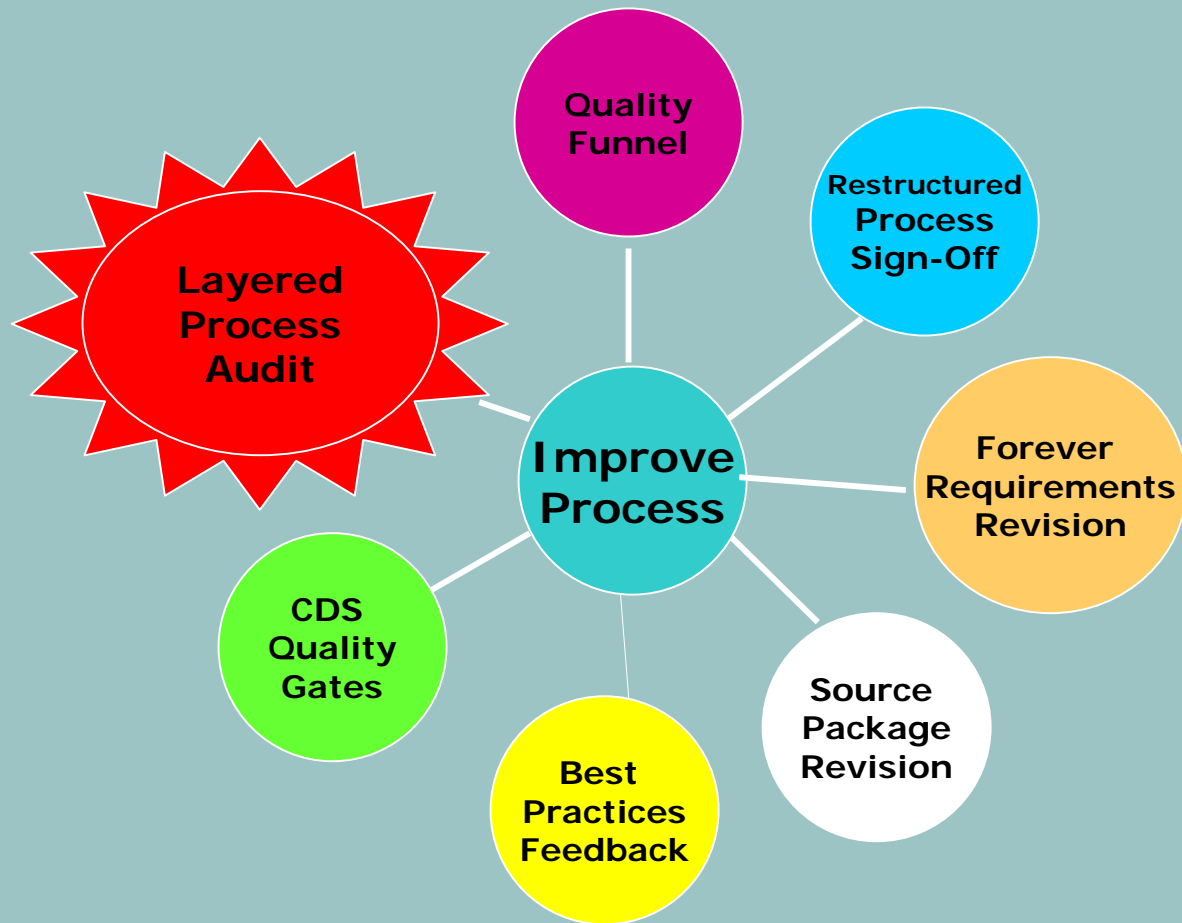 Quality
Funnel
Restructured
Process
Sign-Off
Layered
Process
Audit
Improve
Process
Forever
Requirements
Revision
CDS
Quality
Gates
Source
Package
Revision
Best
Practices
Feedback